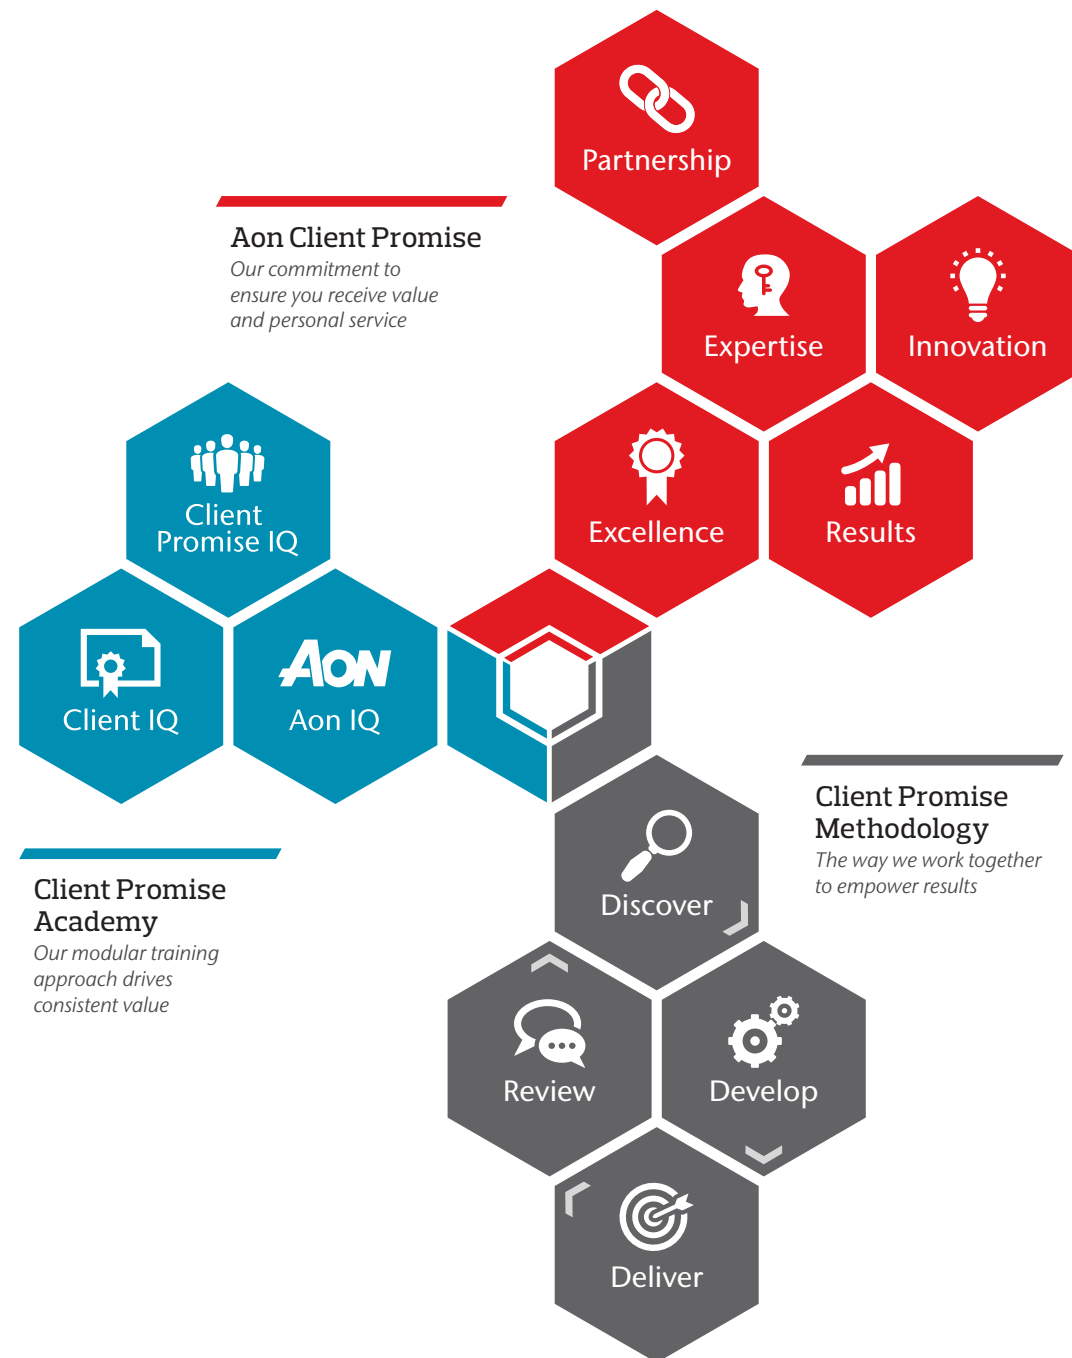 Partnership
Aon Client Promise
Our commitment to
ensure you receive value
and personal service
Expertise
Innovation
Excellence
Results
Client
Promise IQ
Client IQ
AON
Aon IQ
Client Promise
Methodology
The way we work together
to empower results
Client Promise
Academy
Our modular training
approach drives
consistent value
Discover
Review
Develop
Deliver